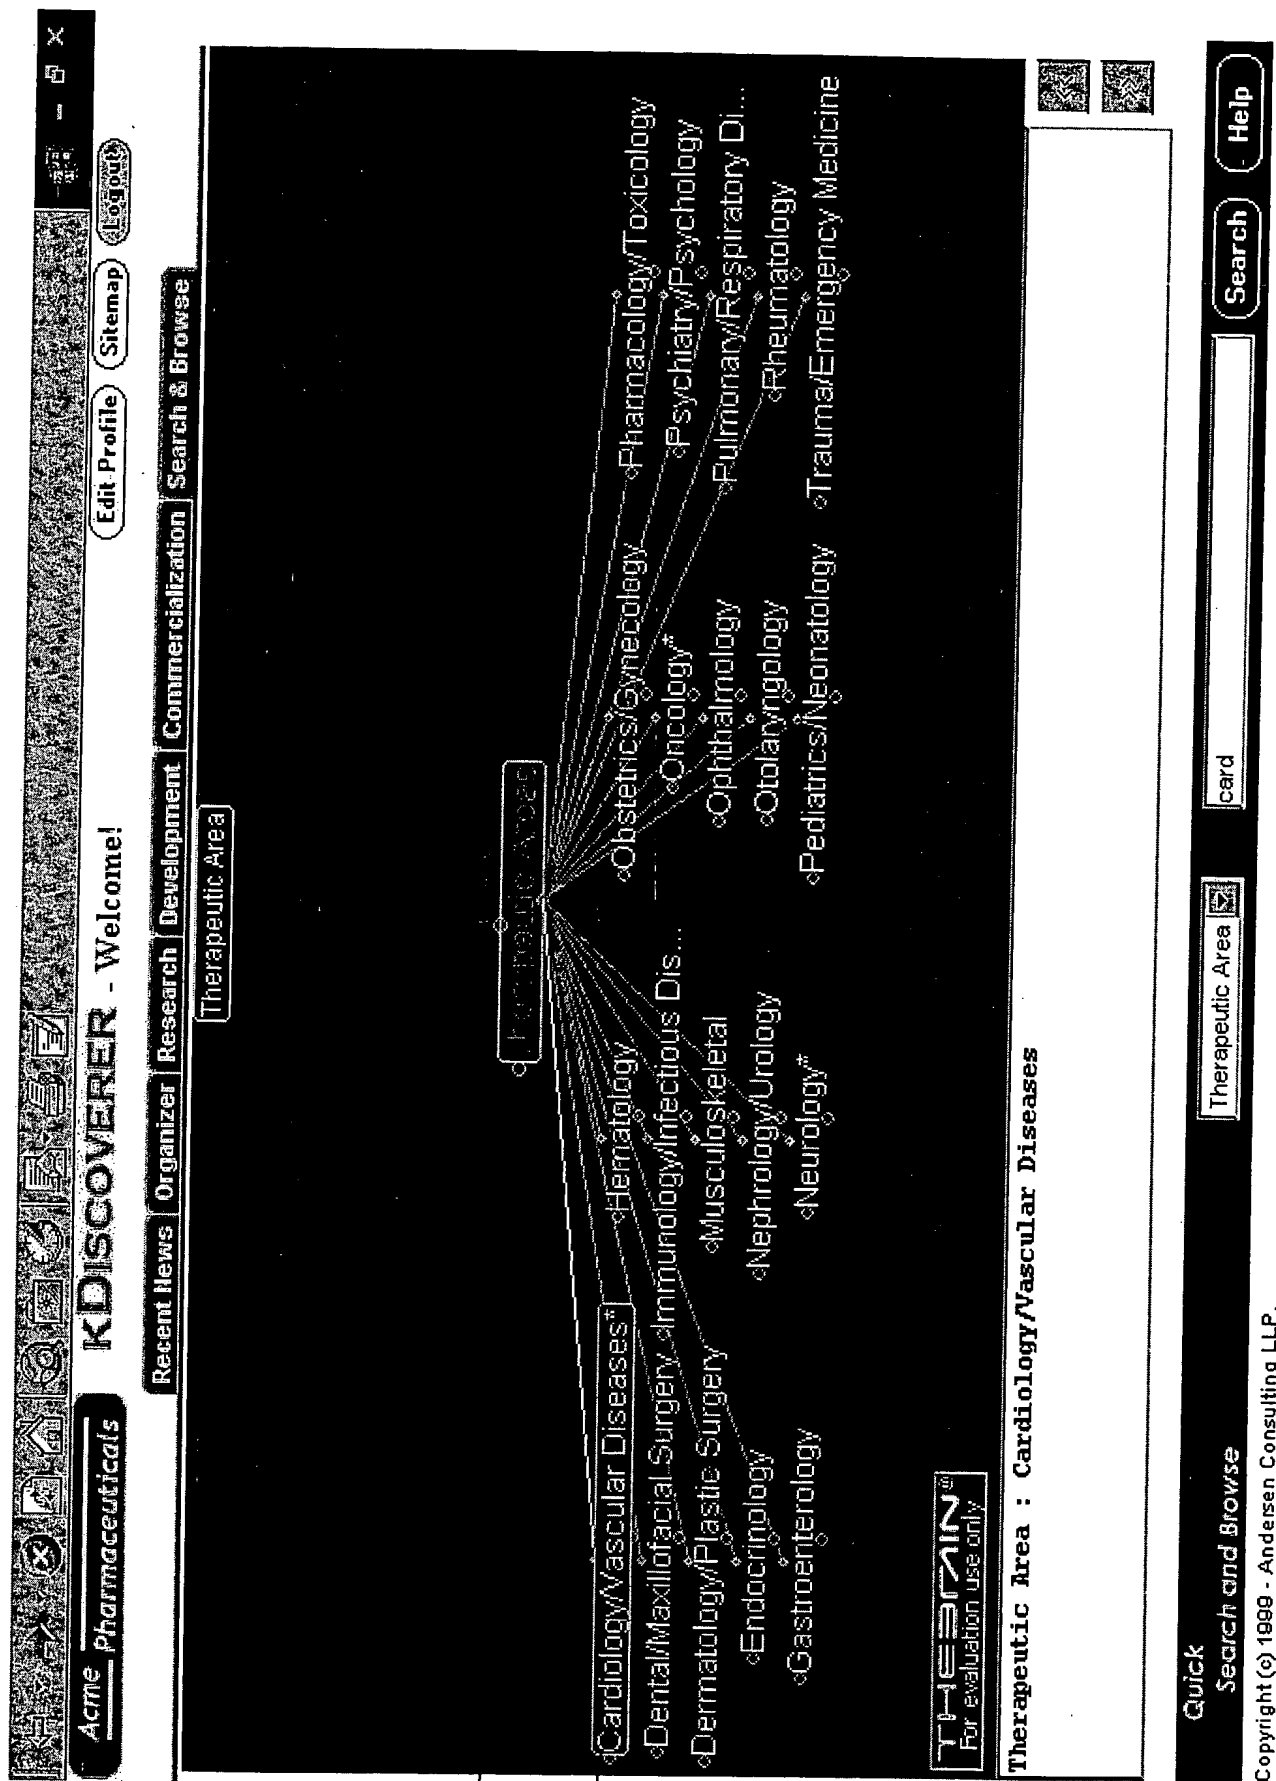 Acme
Pharmaceuticals
KDISCOVERER - Welcome!
Edit-Profile Sitemap Logout
Recent News Organizer Research Development Commercialization Search & Browse
Therapeutic Area
Therapeutic Areas
Cardiology/Vascular Diseases* Hematology Obstetrics/Gynecology Pharmacology/Toxicology
Dental/Maxillofacial Surgery Immunology/Infectious Dis... Oncology* Psychiatry/Psychology
Dermatology/Plastic Surgery Musculoskeletal Ophthalmology Pulmonary/Respiratory Di...
Endocrinology Nephrology/Urology Otolaryngology Rheumatology
Gastroenterology Neurology* Pediatrics/Neonatology Trauma/Emergency Medicine
THEBRAIN®
For evaluation use only
Therapeutic Area : Cardiology/Vascular Diseases
Quick
Search and Browse
Therapeutic Area card Search Help
Copyright (c) 1999 - Andersen Consulting LLP.